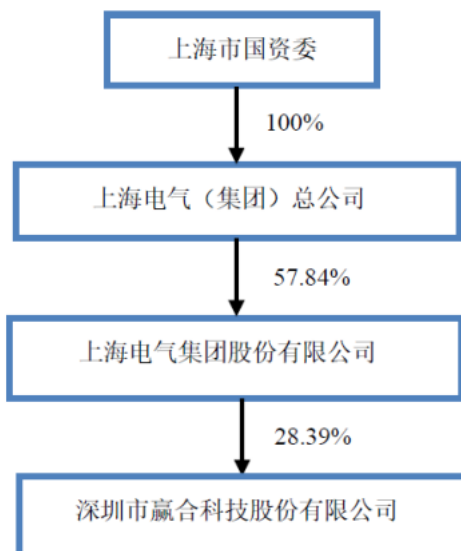 上海市国资委
100%
上海电气（集团）总公司
57.84%
上海电气集团股份有限公司
28.39%
深圳市赢合科技股份有限公司